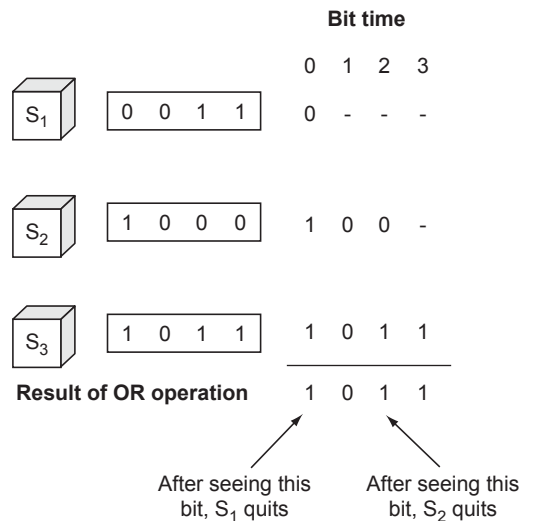 Bit time
0 1 2 3
S1 0 0 1 1 0 - - -
S2 1 0 0 0 1 0 0 -
S3 1 0 1 1 1 0 1 1
Result of OR operation 1 0 1 1
After seeing this
bit, S1 quits
After seeing this
bit, S2 quits